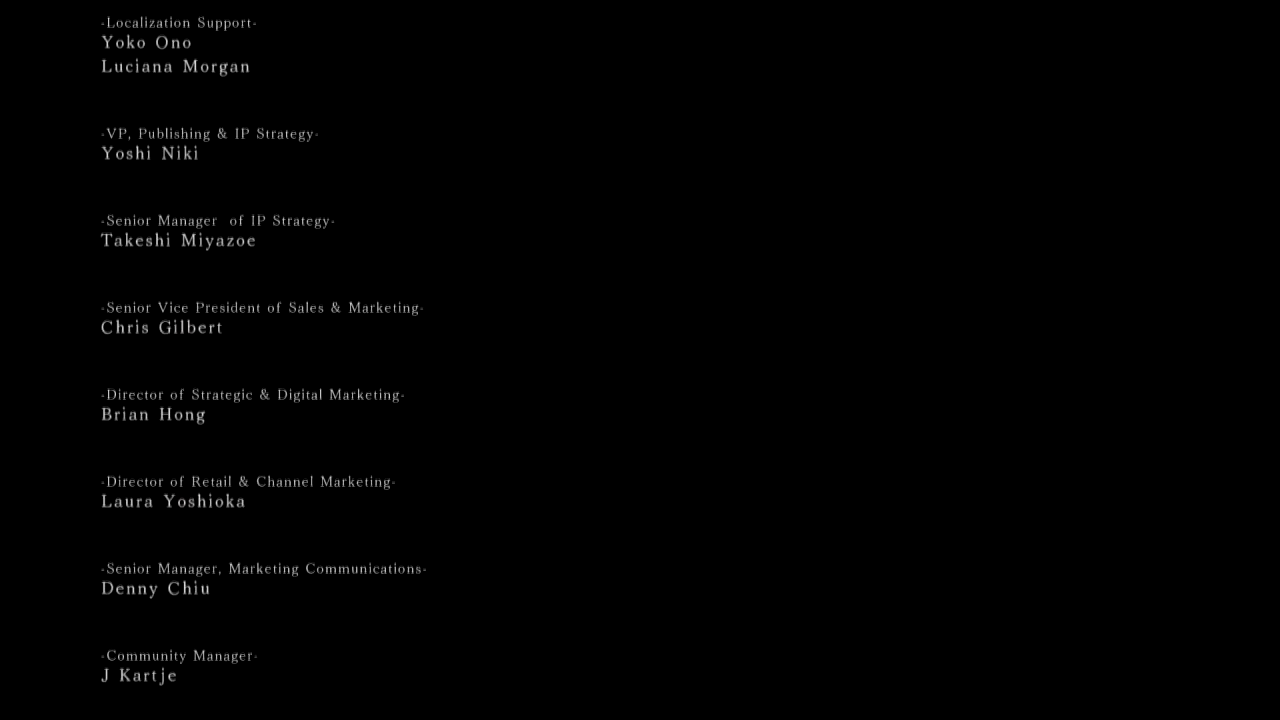 -Localization Support-
Yoko Ono
Luciana Morgan
-VP, Publishing & IP Strategy-
Yoshi Niki
-Senior Manager  of IP Strategy-
Takeshi Miyazoe
-Senior Vice President of Sales & Marketing-
Chris Gilbert
-Director of Strategic & Digital Marketing-
Brian Hong
-Director of Retail & Channel Marketing-
Laura Yoshioka
-Senior Manager, Marketing Communications-
Denny Chiu
-Community Manager-
J Kartje